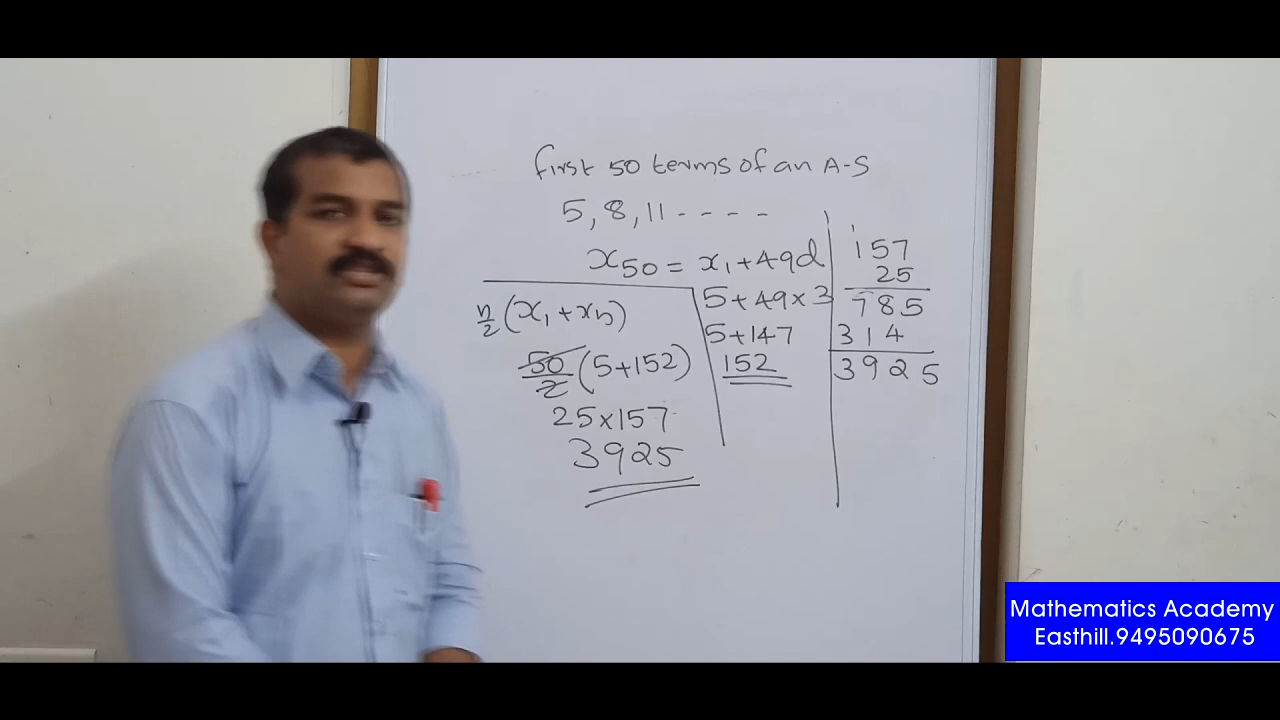 first 50 terms of an A-S
5, 8, 11 - - - -
x50 = x1 + 49d
5 + 49 x 3
5 + 147
152
n/2 (x1 + xn)
50/2 (5 + 152)
25 x 157
3925
1
157
25
785
314
3925
Mathematics Academy
Easthill.9495090675